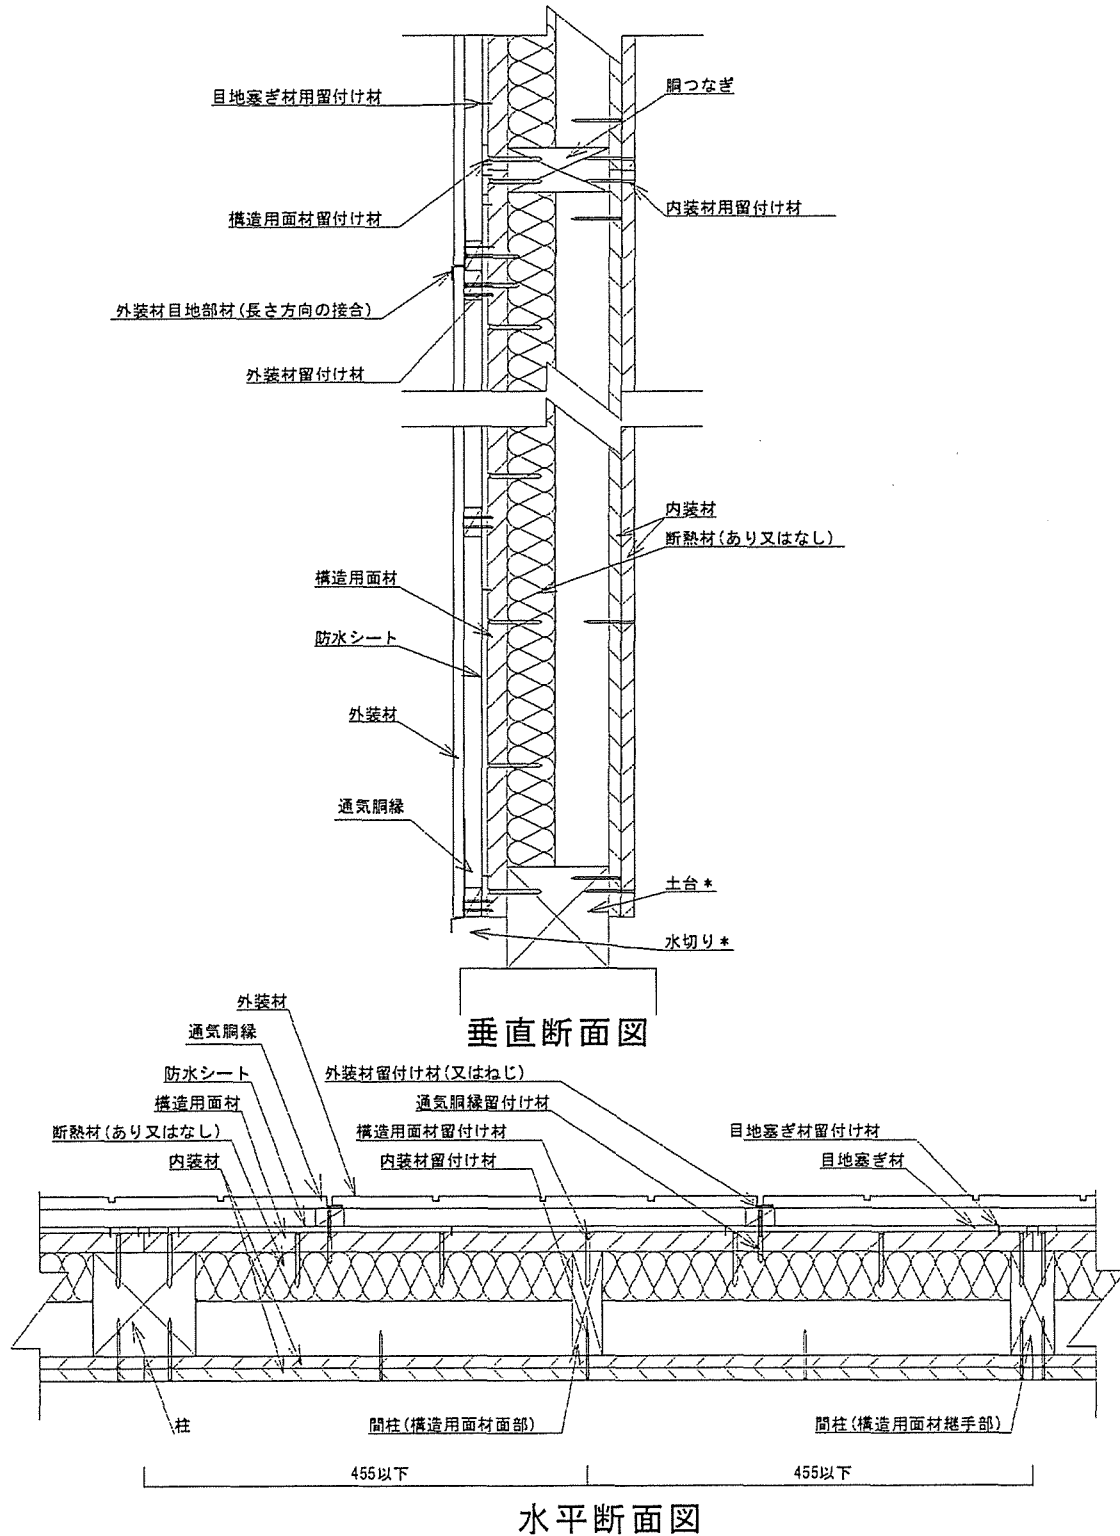 胴つなぎ
目地塞ぎ材用留付け材
内装材用留付け材
構造用面材留付け材
外装材目地部材(長さ方向の接合)
外装材留付け材
内装材
断熱材(あり又はなし)
構造用面材
防水シート
外装材
通気胴縁
土台*
水切り*
垂直断面図
外装材
通気胴縁
防水シート
構造用面材
断熱材(あり又はなし)
内装材
外装材留付け材(又はねじ)
通気胴縁留付け材
構造用面材留付け材
内装材留付け材
目地塞ぎ材留付け材
目地塞ぎ材
柱
間柱(構造用面材面部)
間柱(構造用面材継手部)
455以下
455以下
水平断面図